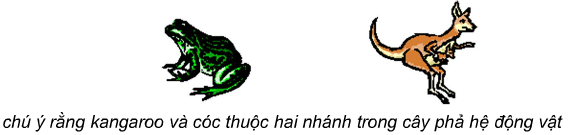 chú ý rằng kangaroo và cóc thuộc hai nhánh trong cây phả hệ động vật